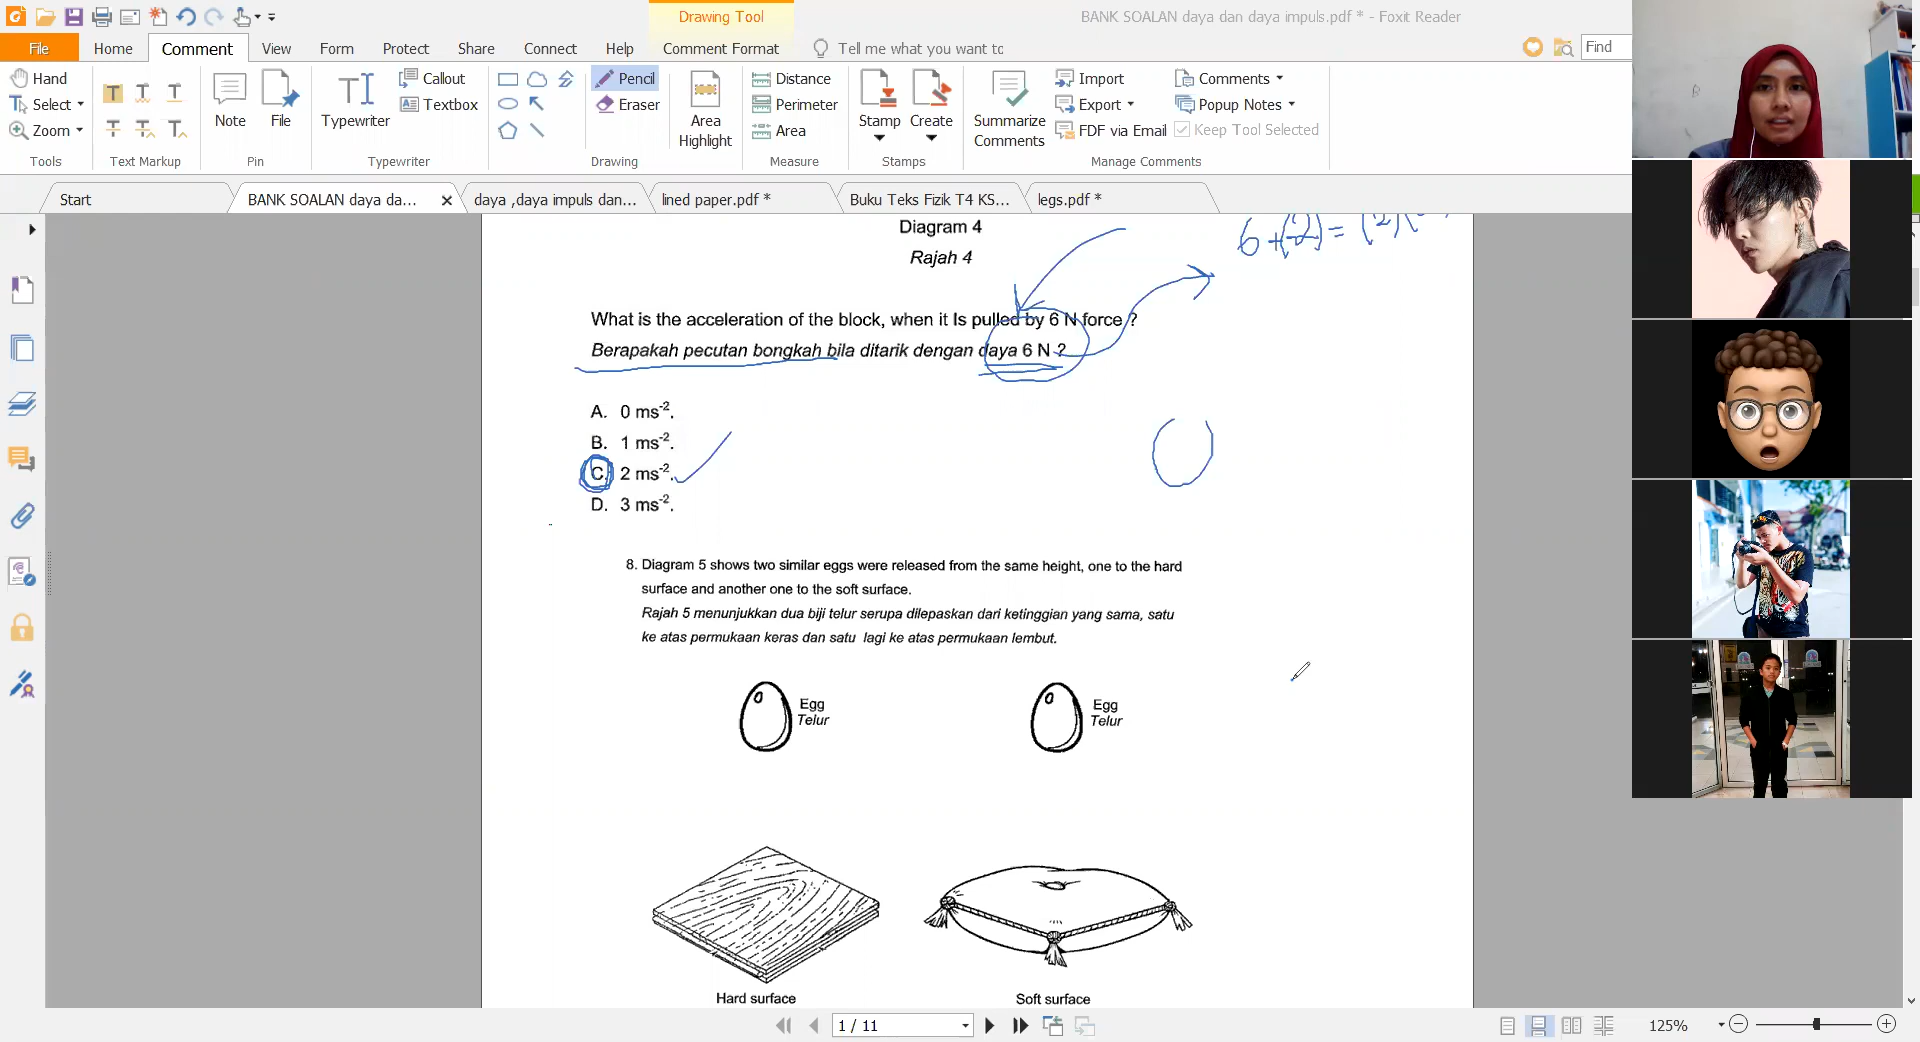 Drawing Tool
BANK SOALAN daya dan daya impuls.pdf * - Foxit Reader
File Home Comment View Form Protect Share Connect Help Comment Format Tell me what you want to Find
Hand
Select
Zoom
Tools
Text Markup
Note File
Pin
Typewriter
Typewriter
Callout
Textbox
Pencil
Eraser
Drawing
Area Highlight
Distance
Perimeter
Area
Measure
Stamp Create
Stamps
Summarize Comments
Import
Export
FDF via Email
Comments
Popup Notes
Keep Tool Selected
Manage Comments
Start BANK SOALAN daya da... daya ,daya impuls dan... lined paper.pdf * Buku Teks Fizik T4 KS... legs.pdf *
Diagram 4
Rajah 4
What is the acceleration of the block, when it Is pulled by 6 N force ?
Berapakah pecutan bongkah bila ditarik dengan daya 6 N ?
A. 0 ms⁻².
B. 1 ms⁻².
C. 2 ms⁻².
D. 3 ms⁻².
8. Diagram 5 shows two similar eggs were released from the same height, one to the hard
surface and another one to the soft surface.
Rajah 5 menunjukkan dua biji telur serupa dilepaskan dari ketinggian yang sama, satu
ke atas permukaan keras dan satu lagi ke atas permukaan lembut.
Egg
Telur
Egg
Telur
Hard surface
Soft surface
1 / 11
125%